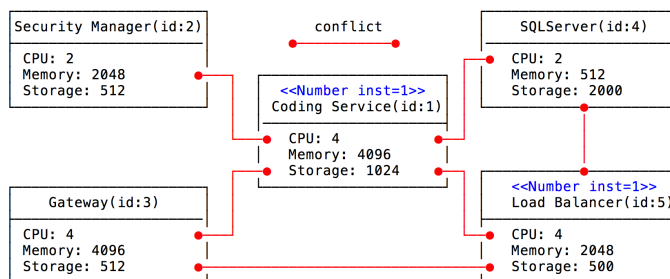 Security Manager(id:2)
CPU: 2
Memory: 2048
Storage: 512
conflict
SQLServer(id:4)
CPU: 2
Memory: 512
Storage: 2000
<<Number inst=1>>
Coding Service(id:1)
CPU: 4
Memory: 4096
Storage: 1024
Gateway(id:3)
CPU: 4
Memory: 4096
Storage: 512
<<Number inst=1>>
Load Balancer(id:5)
CPU: 4
Memory: 2048
Storage: 500